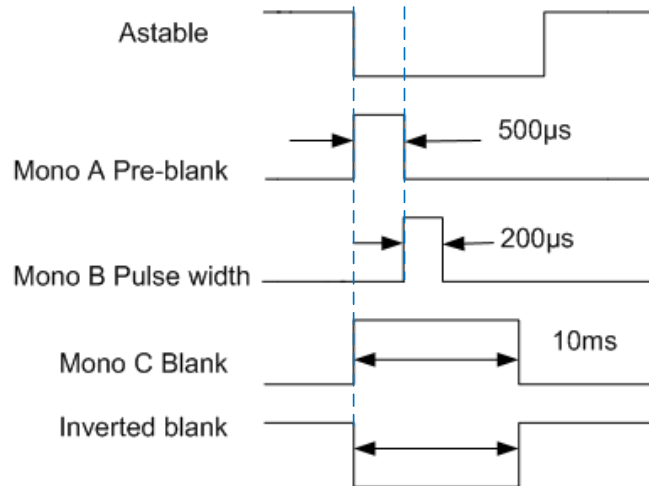 Astable
500µs
Mono A Pre-blank
200µs
Mono B Pulse width
10ms
Mono C Blank
Inverted blank